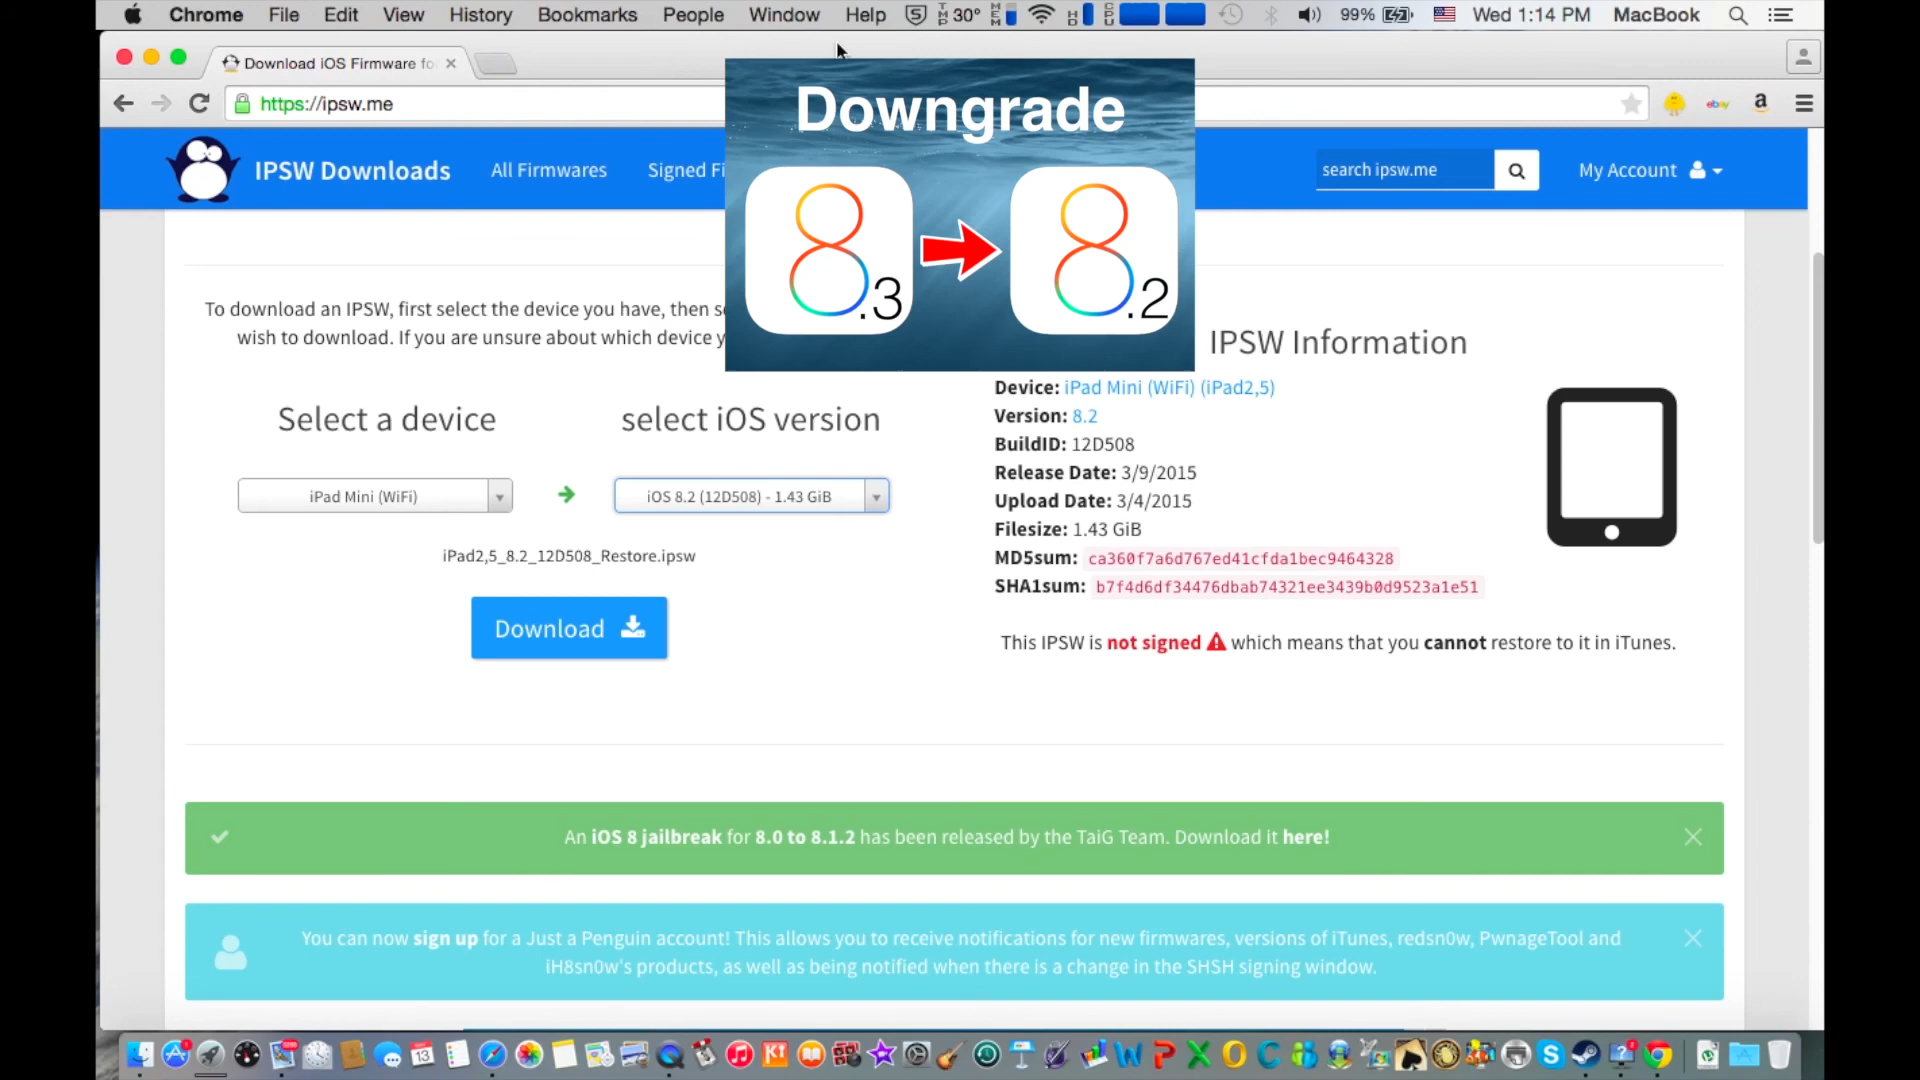 Chrome File Edit View History Bookmarks People Window Help 30° 99% Wed 1:14 PM MacBook
Download iOS Firmware fo
https://ipsw.me
ebay
a
Downgrade
8.3
8.2
IPSW Downloads All Firmwares Signed Fi
search ipsw.me
My Account
To download an IPSW, first select the device you have, then s
wish to download. If you are unsure about which device y
Select a device
select iOS version
iPad Mini (WiFi)
iOS 8.2 (12D508) - 1.43 GiB
iPad2,5_8.2_12D508_Restore.ipsw
Download
IPSW Information
Device: iPad Mini (WiFi) (iPad2,5)
Version: 8.2
BuildID: 12D508
Release Date: 3/9/2015
Upload Date: 3/4/2015
Filesize: 1.43 GiB
MD5sum: ca360f7a6d767ed41cfda1bec9464328
SHA1sum: b7f4d6df34476dbab74321ee3439b0d9523a1e51
This IPSW is not signed which means that you cannot restore to it in iTunes.
An iOS 8 jailbreak for 8.0 to 8.1.2 has been released by the TaiG Team. Download it here!
You can now sign up for a Just a Penguin account! This allows you to receive notifications for new firmwares, versions of iTunes, redsn0w, PwnageTool and
iH8sn0w's products, as well as being notified when there is a change in the SHSH signing window.
13